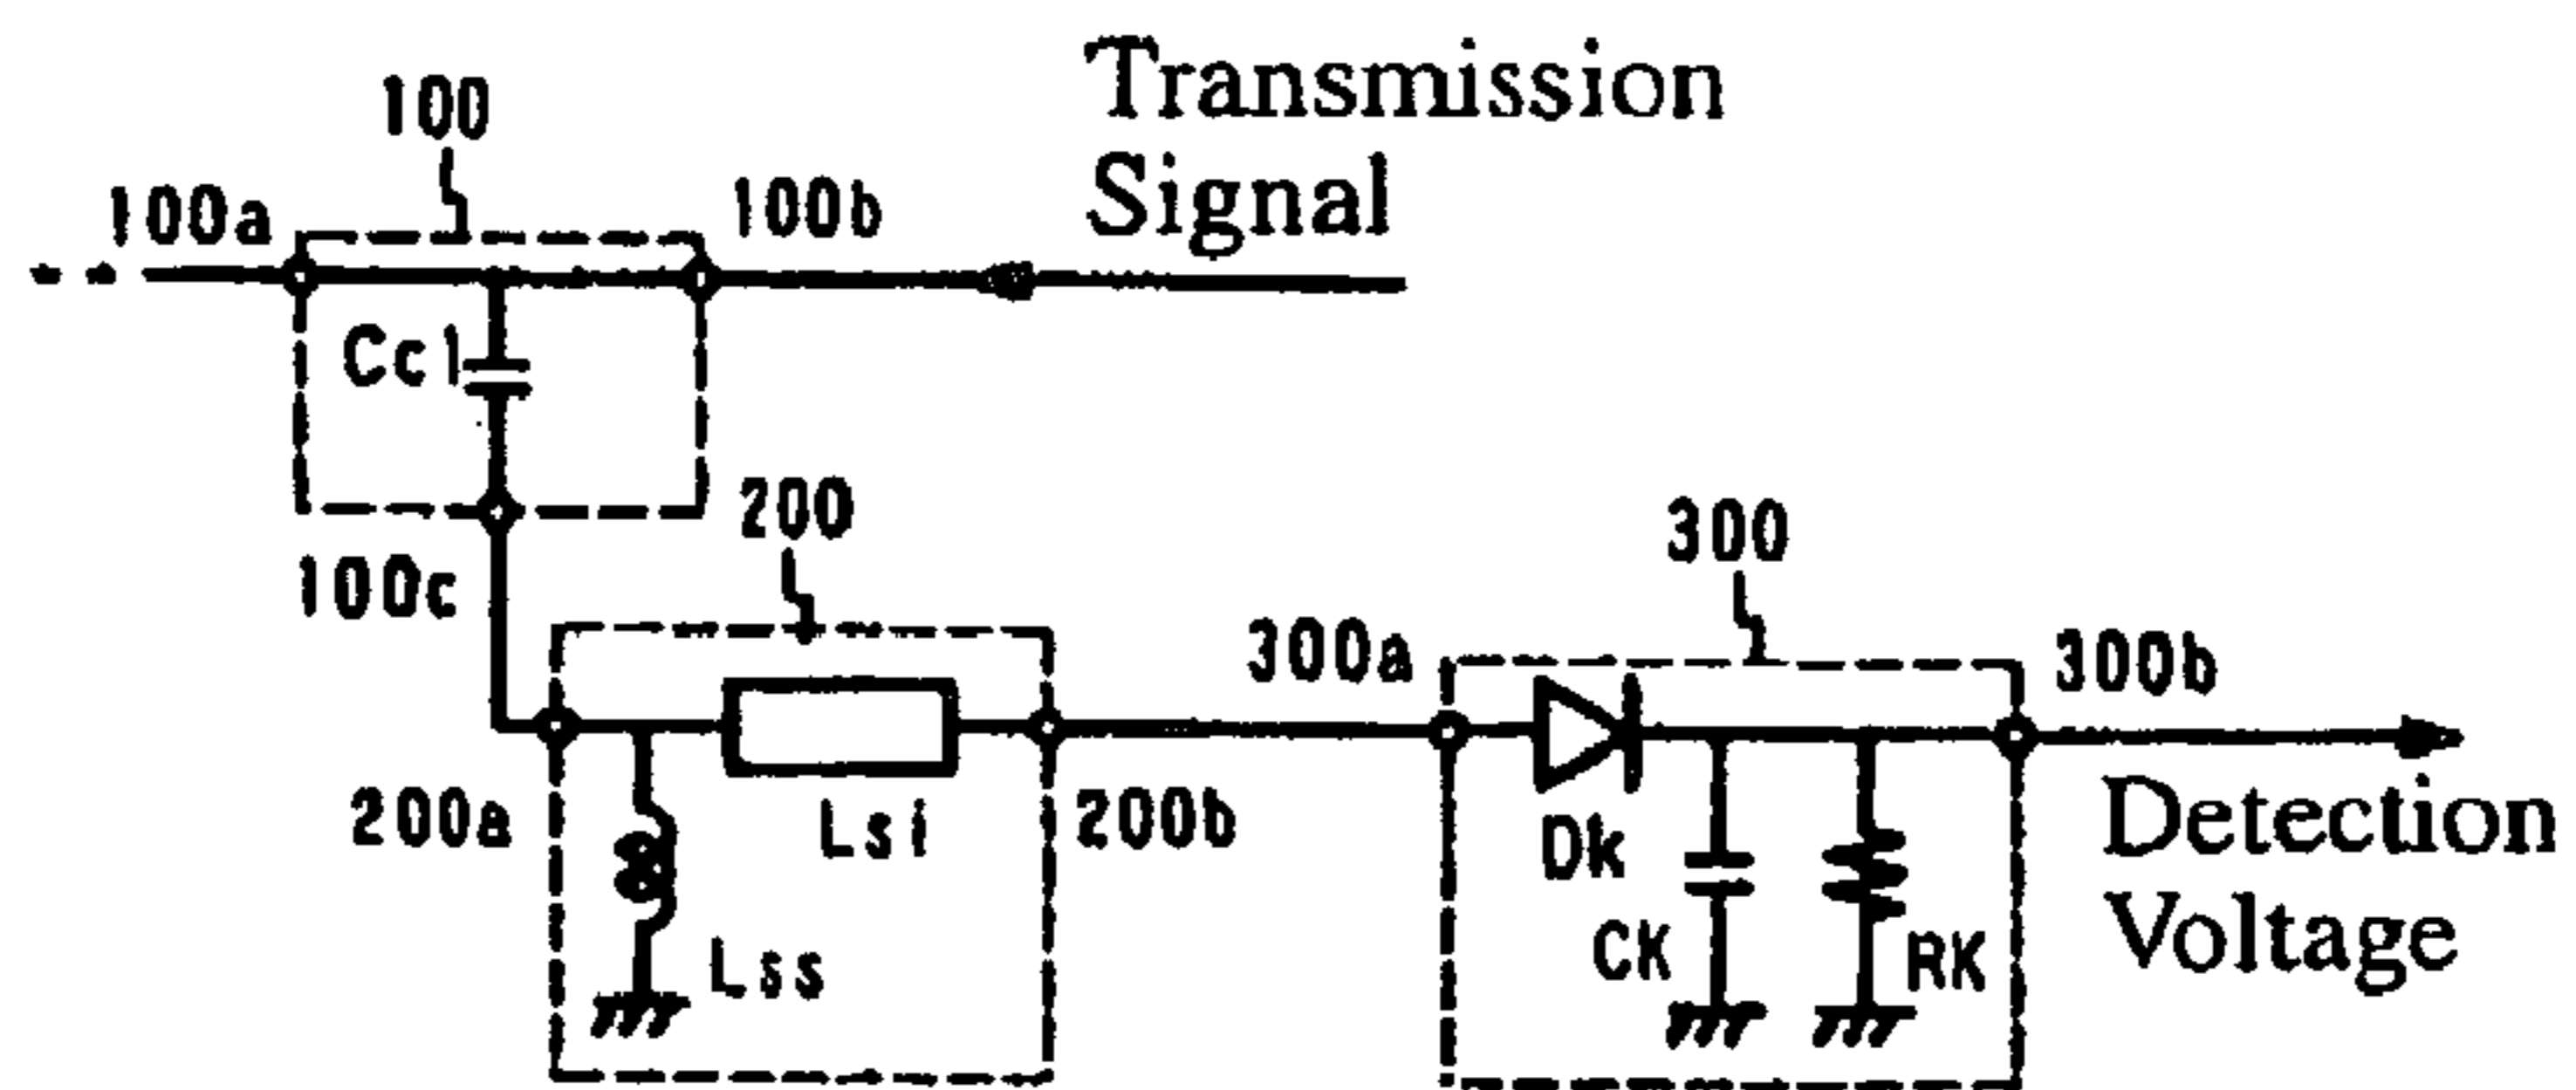 Transmission
Signal
100
100a
100b
Cc1
100c
200
200a
Lsi
200b
Lss
300
300a
300b
Dk
CK
RK
Detection
Voltage